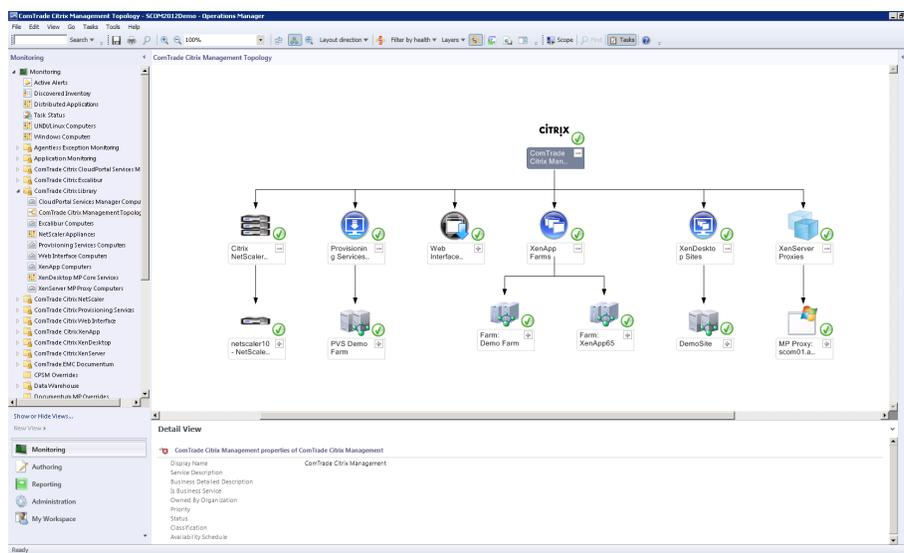 ComTrade Citrix Management Topology - SCOM2012Demo - Operations Manager
File Edit View Go Tasks Tools Help
Search 100% Layout direction Filter by health Layers Scope Find Tasks
Monitoring
ComTrade Citrix Management Topology
Monitoring
Active Alerts
Discovered Inventory
Distributed Applications
Task Status
UNIX/Linux Computers
Windows Computers
Agentless Exception Monitoring
Application Monitoring
ComTrade Citrix CloudPortal Services M
ComTrade Citrix Excalibur
ComTrade Citrix Library
CloudPortal Services Manager Compu
ComTrade Citrix Management Topolog
Excalibur Computers
NetScaler Appliances
Provisioning Services Computers
Web Interface Computers
XenApp Computers
XenDesktop MP Core Services
XenServer MP Proxy Computers
ComTrade Citrix NetScaler
ComTrade Citrix Provisioning Services
ComTrade Citrix Web Interface
ComTrade Citrix XenApp
ComTrade Citrix XenDesktop
ComTrade Citrix XenServer
ComTrade EMC Documentum
CPSM Overrides
Data Warehouse
Documentum MP Overrides
Show or Hide Views...
New View
Monitoring
Authoring
Reporting
Administration
My Workspace
CİTRIX
ComTrade
Citrix Man...
Citrix
NetScaler...
Provisionin
g Services...
Web
Interface...
XenApp
Farms
XenDeskto
p Sites
XenServer
Proxies
netscaler10
- NetScale...
PVS Demo
Farm
Farm:
Demo Farm
Farm:
XenApp65
DemoSite
MP Proxy:
scom01.a...
Detail View
ComTrade Citrix Management properties of ComTrade Citrix Management
Display Name ComTrade Citrix Management
Service Description
Business Detailed Description
Is Business Service
Owned By Organization
Priority
Status
Classification
Availability Schedule
Ready